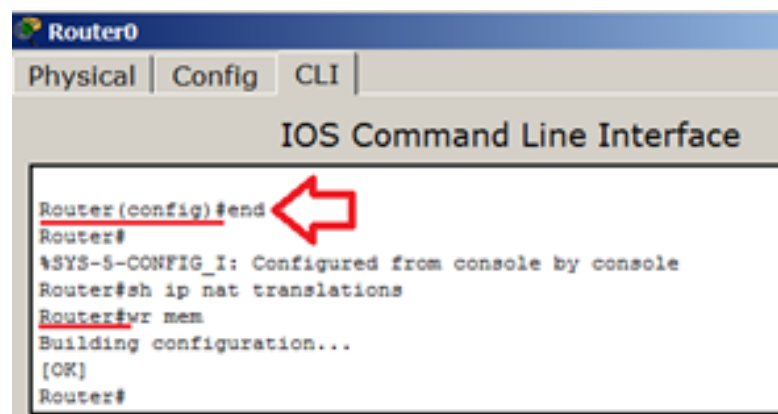 Router0
Physical Config CLI
IOS Command Line Interface
Router(config)#end
Router#
%SYS-5-CONFIG_I: Configured from console by console
Router#sh ip nat translations
Router#wr mem
Building configuration...
[OK]
Router#